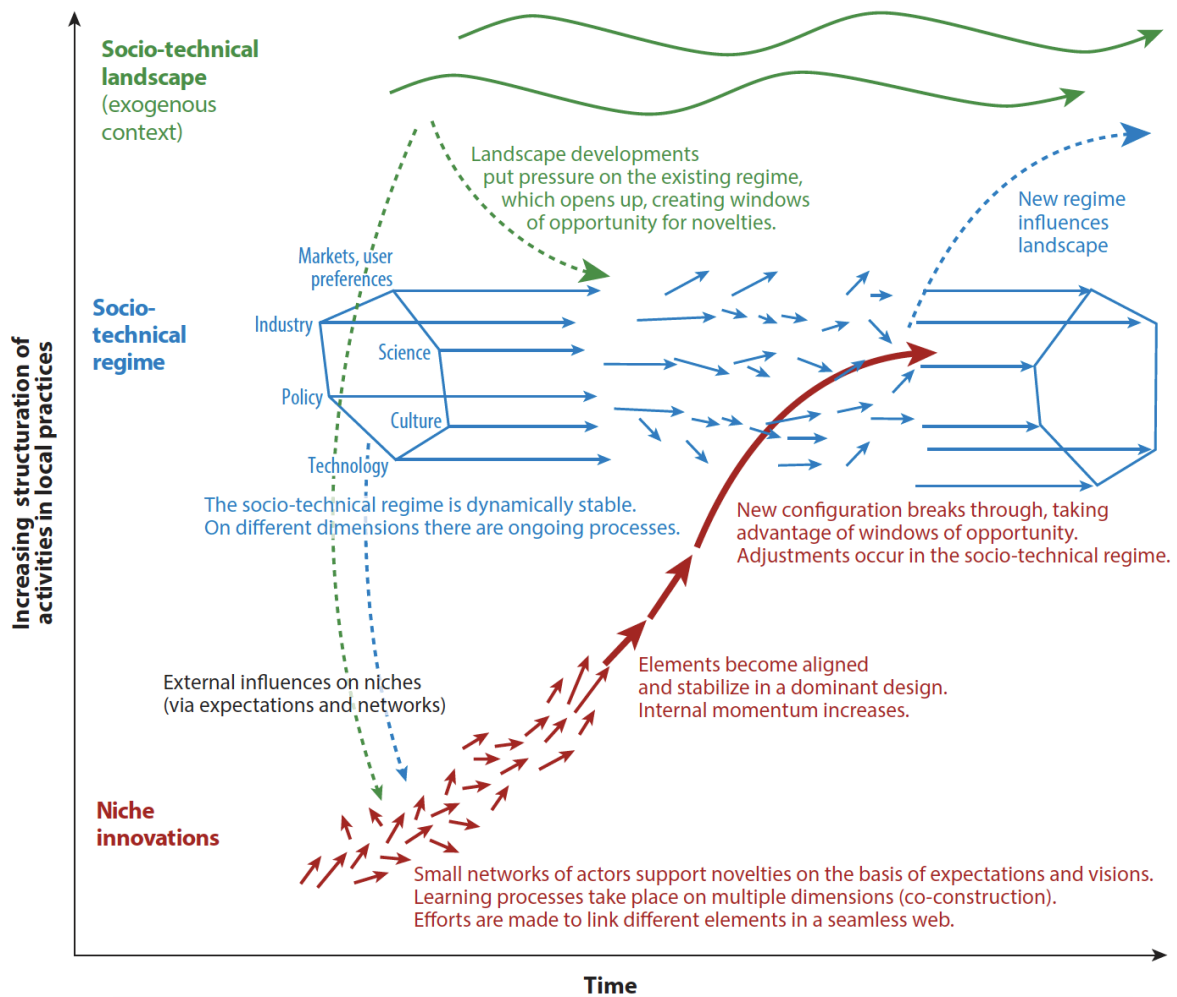 Socio-technical
landscape
(exogenous
context)
Landscape developments
put pressure on the existing regime,
which opens up, creating windows
of opportunity for novelties.
New regime
influences
landscape
Markets, user
preferences
Socio-
technical
regime
Industry
Science
Policy
Culture
Technology
The socio-technical regime is dynamically stable.
On different dimensions there are ongoing processes.
New configuration breaks through, taking
advantage of windows of opportunity.
Adjustments occur in the socio-technical regime.
Increasing structuration of
activities in local practices
External influences on niches
(via expectations and networks)
Elements become aligned
and stabilize in a dominant design.
Internal momentum increases.
Niche
innovations
Small networks of actors support novelties on the basis of expectations and visions.
Learning processes take place on multiple dimensions (co-construction).
Efforts are made to link different elements in a seamless web.
Time